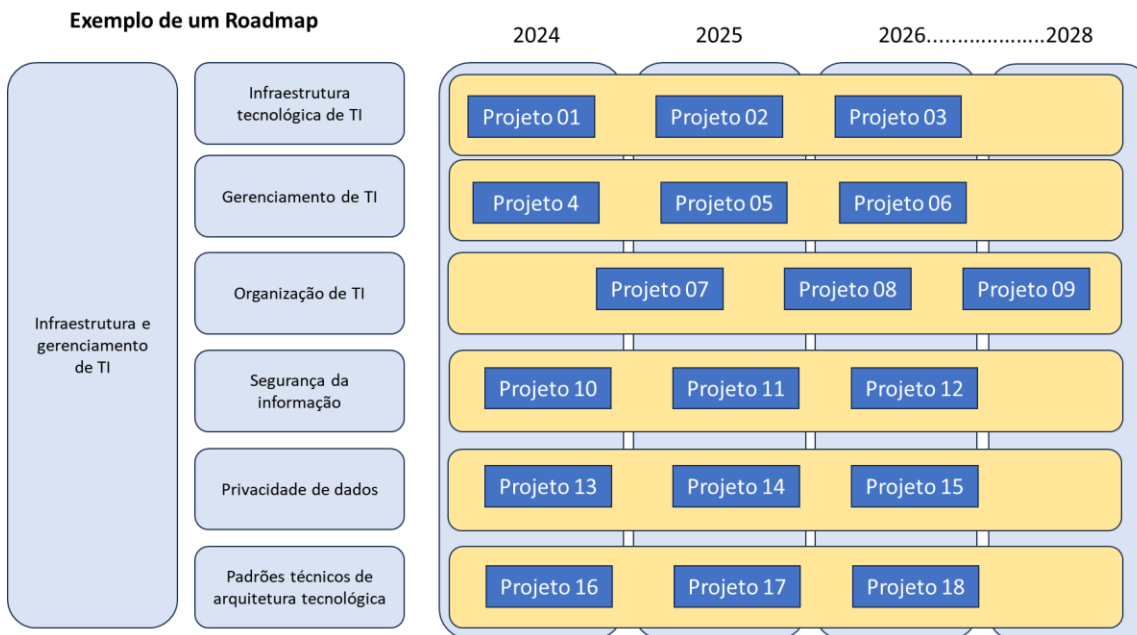 Exemplo de um Roadmap
2024
2025
2026...................2028
Infraestrutura e
gerenciamento
de TI
Infraestrutura
tecnológica de TI
Projeto 01
Projeto 02
Projeto 03
Gerenciamento de TI
Projeto 4
Projeto 05
Projeto 06
Organização de TI
Projeto 07
Projeto 08
Projeto 09
Segurança da
informação
Projeto 10
Projeto 11
Projeto 12
Privacidade de dados
Projeto 13
Projeto 14
Projeto 15
Padrões técnicos de
arquitetura tecnológica
Projeto 16
Projeto 17
Projeto 18